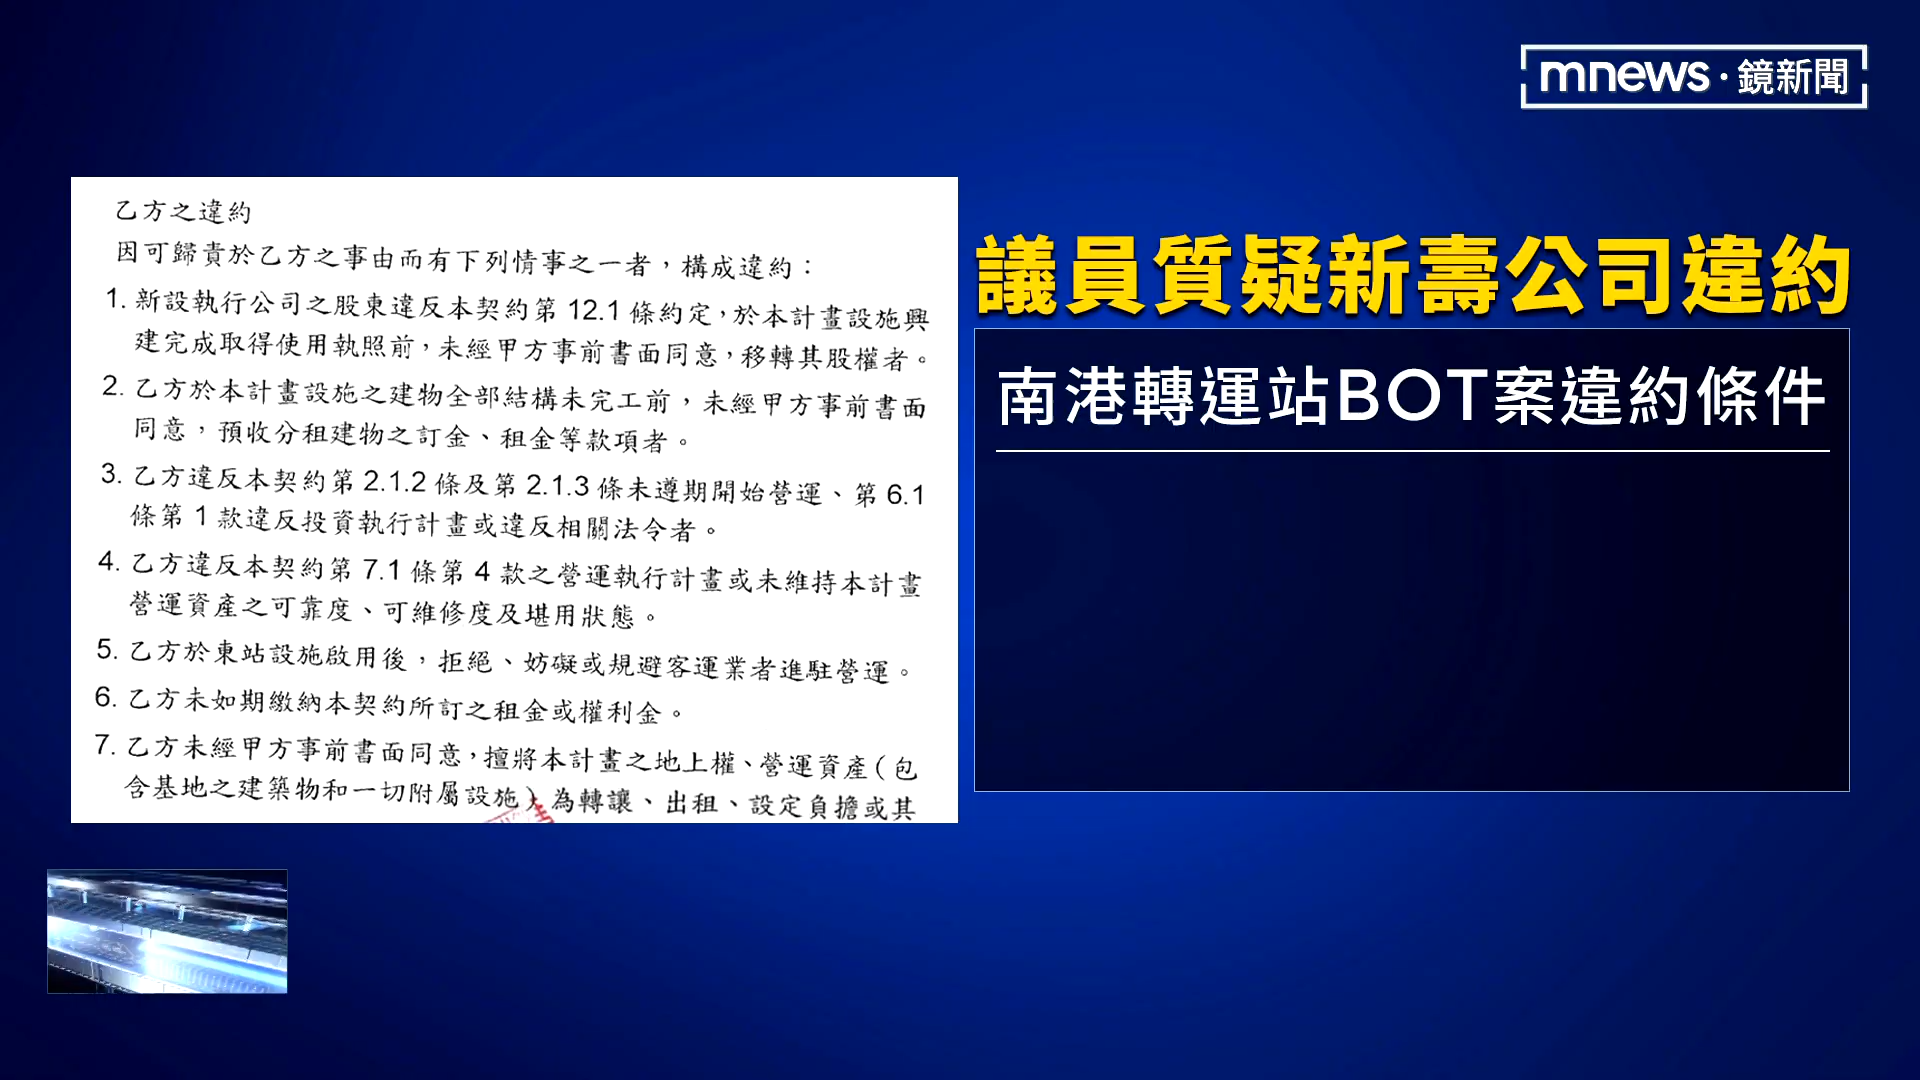 mnews·鏡新聞
乙方之違約
因可歸責於乙方之事由而有下列情事之一者，構成違約：
1. 新設執行公司之股東違反本契約第 12.1 條約定，於本計畫設施興
建完成取得使用執照前，未經甲方事前書面同意，移轉其股權者。
2. 乙方於本計畫設施之建物全部結構未完工前，未經甲方事前書面
同意，預收分租建物之訂金、租金等款項者。
3. 乙方違反本契約第 2.1.2 條及第 2.1.3 條未遵期開始營運、第 6.1
條第 1 款違反投資執行計畫或違反相關法令者。
4. 乙方違反本契約第 7.1 條第 4 款之營運執行計畫或未維持本計畫
營運資產之可靠度、可維修度及堪用狀態。
5. 乙方於東站設施啟用後，拒絕、妨礙或規避客運業者進駐營運。
6. 乙方未如期繳納本契約所訂之租金或權利金。
7. 乙方未經甲方事前書面同意，擅將本計畫之地上權、營運資產（包
含基地之建築物和一切附屬設施）為轉讓、出租、設定負擔或其
議員質疑新壽公司違約
南港轉運站BOT案違約條件